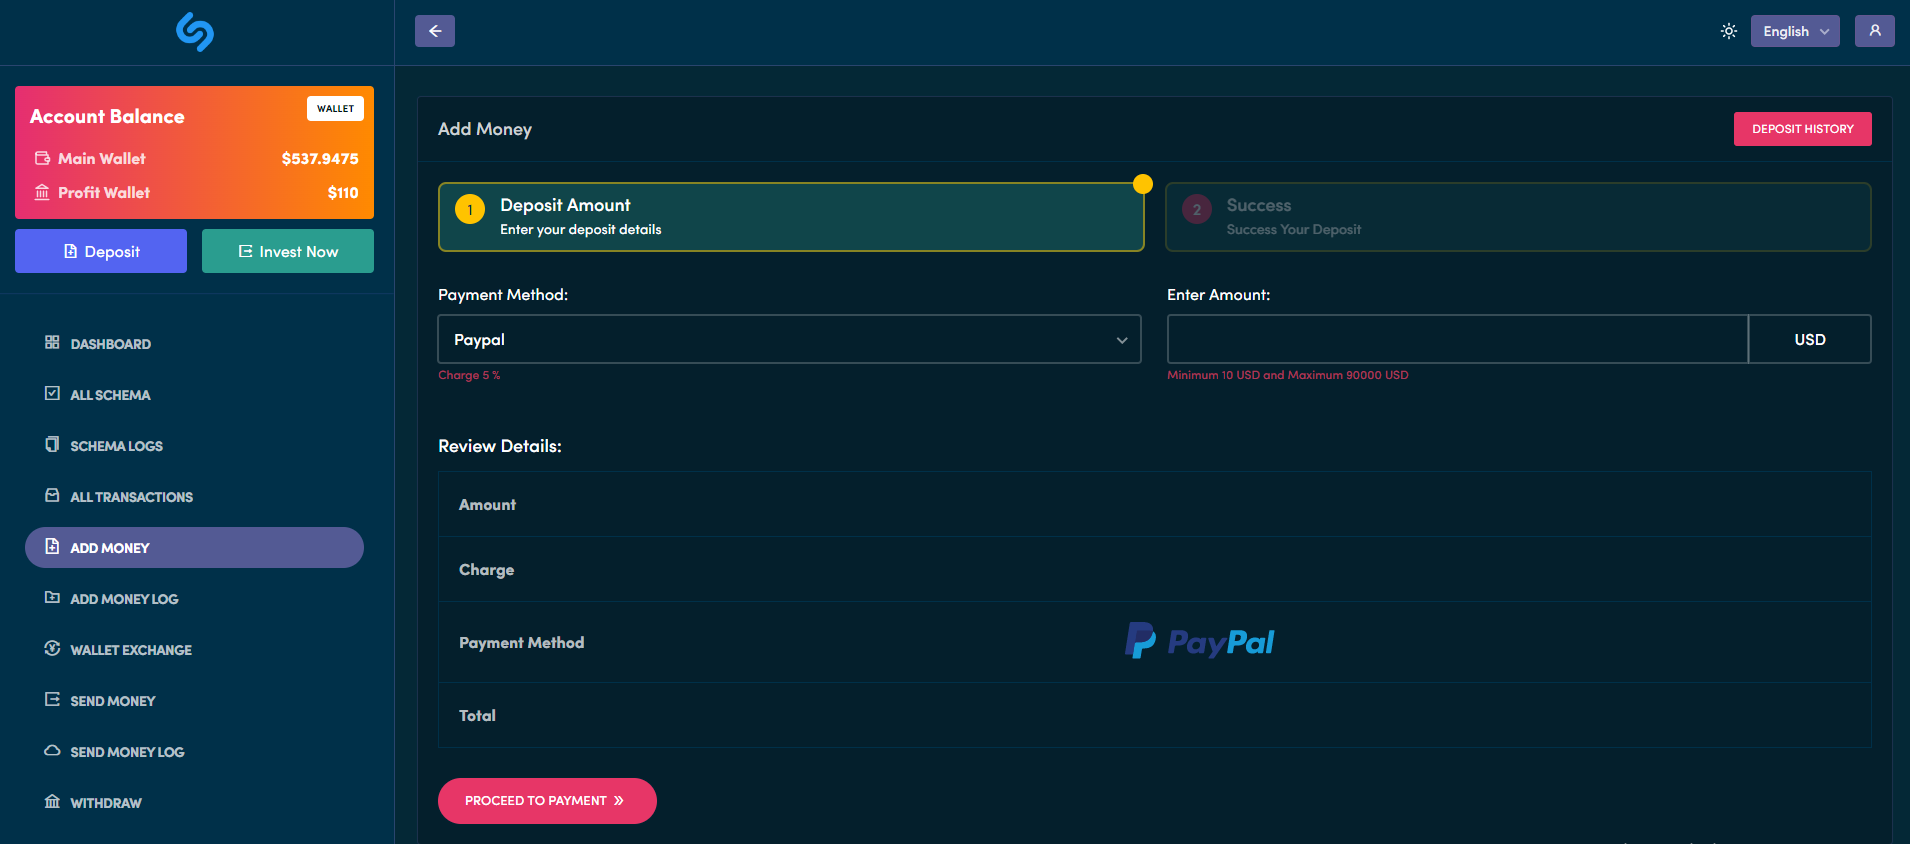 English
Account Balance
WALLET
Main Wallet
$537.9475
Profit Wallet
$110
Deposit
Invest Now
DASHBOARD
ALL SCHEMA
SCHEMA LOGS
ALL TRANSACTIONS
ADD MONEY
ADD MONEY LOG
WALLET EXCHANGE
SEND MONEY
SEND MONEY LOG
WITHDRAW
Add Money
DEPOSIT HISTORY
1
Deposit Amount
Enter your deposit details
2
Success
Success Your Deposit
Payment Method:
Paypal
Charge 5 %
Enter Amount:
USD
Minimum 10 USD and Maximum 90000 USD
Review Details:
Amount
Charge
Payment Method
PayPal
Total
PROCEED TO PAYMENT »